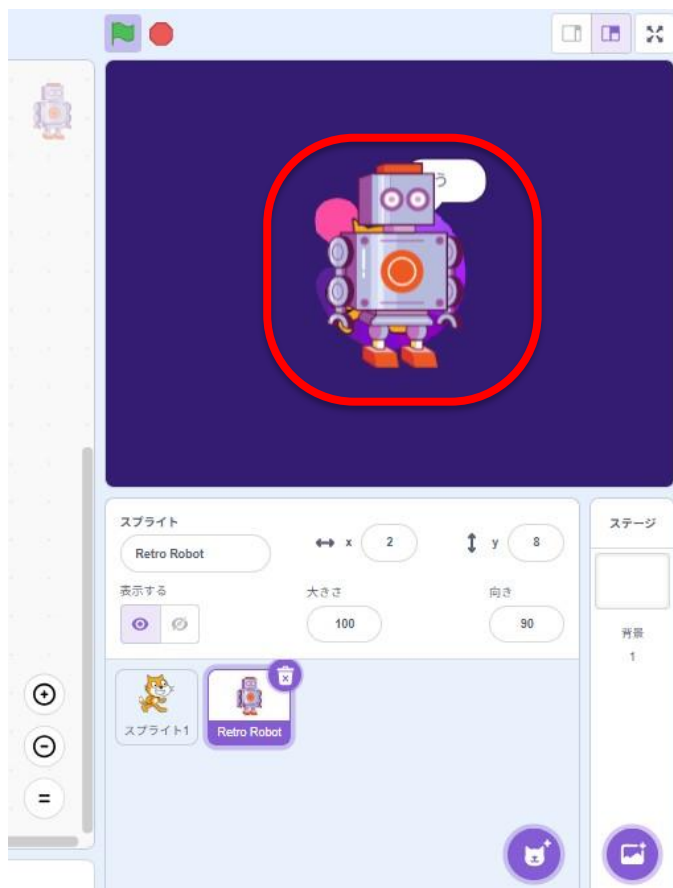 う
スプライト
Retro Robot
x 2
y 8
表示する
大きさ
100
向き
90
スプライト1
Retro Robot
ステージ
背景
1